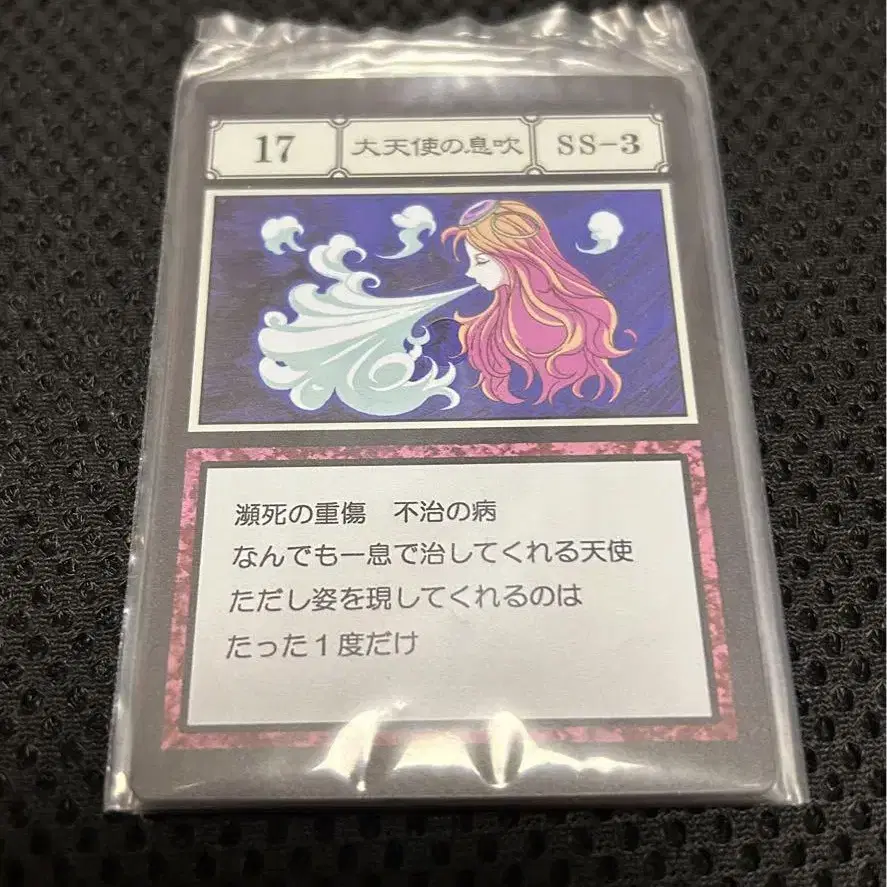 17 大天使の息吹 SS-3
瀕死の重傷　不治の病
なんでも一息で治してくれる天使
ただし姿を現してくれるのは
たった１度だけ